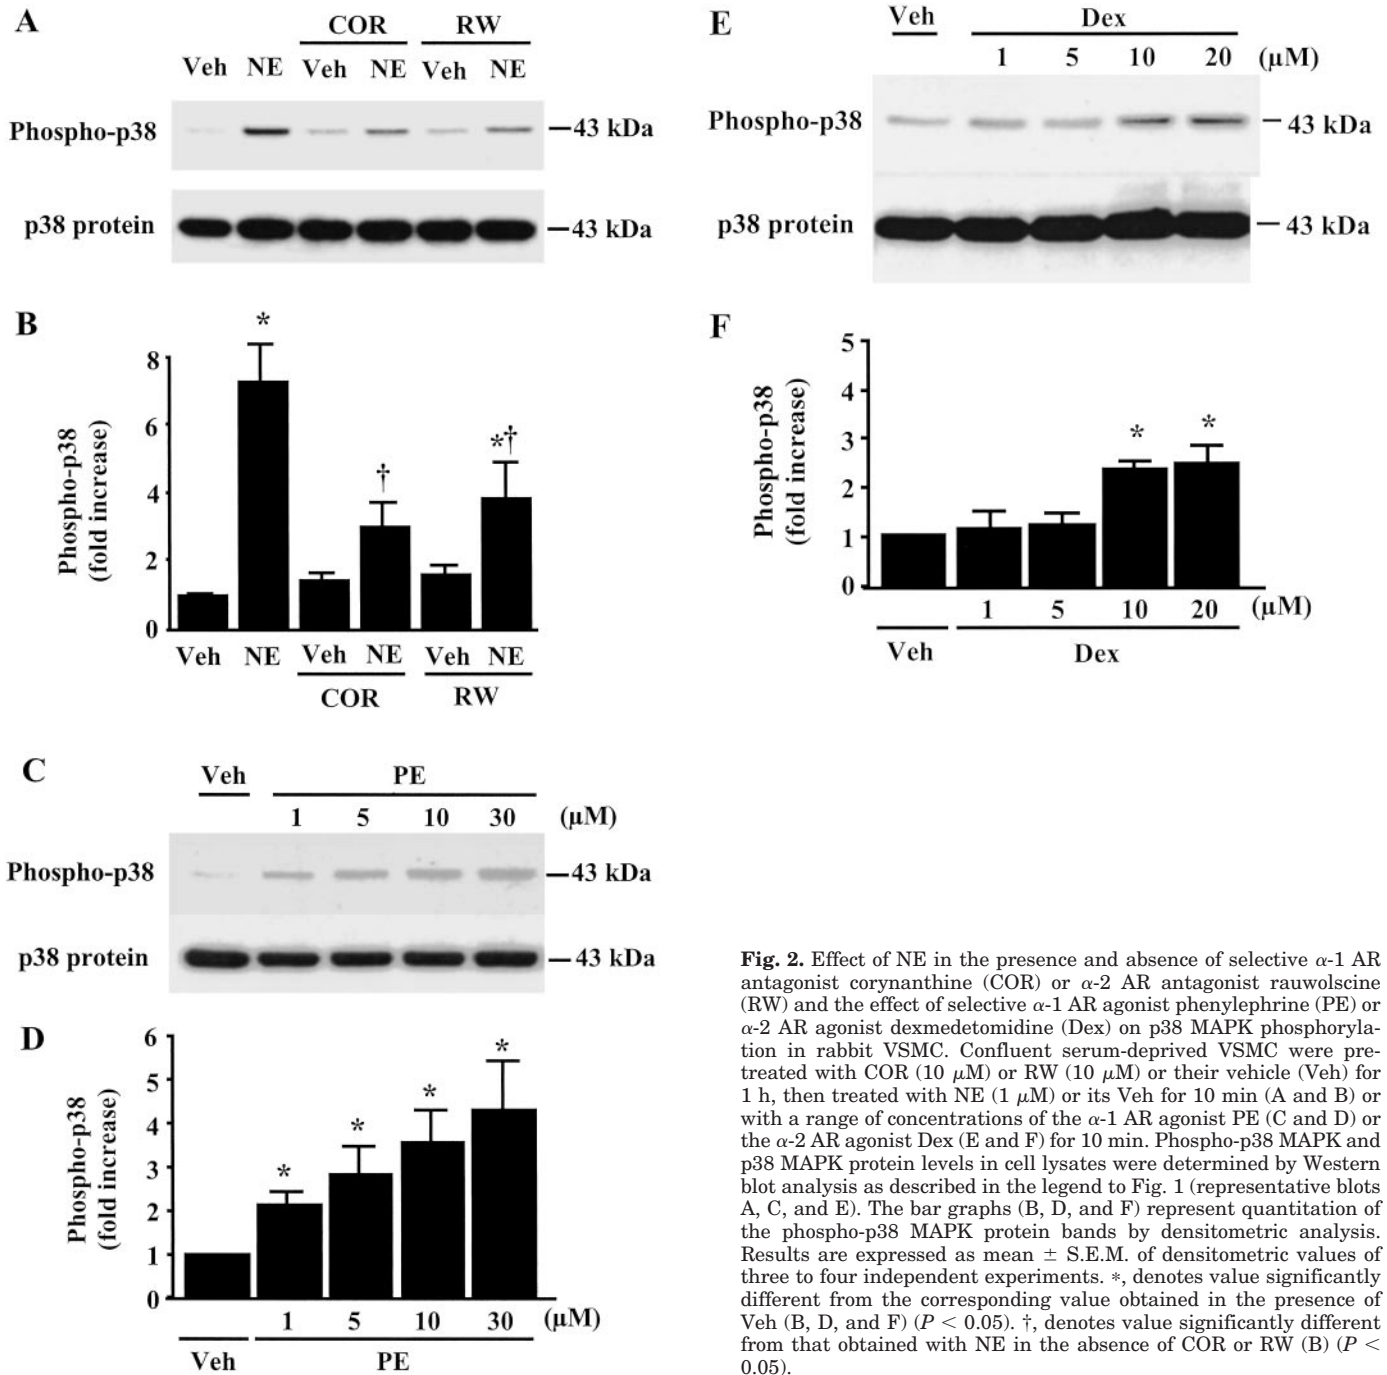 A
COR RW
Veh NE Veh NE Veh NE
Phospho-p38 43 kDa
p38 protein 43 kDa
B
*
†
*†
8
6
4
2
0
Phospho-p38
(fold increase)
Veh NE Veh NE Veh NE
COR RW
C
Veh PE
1 5 10 30 (μM)
Phospho-p38 43 kDa
p38 protein 43 kDa
D
* * * *
6
5
4
3
2
1
0
Phospho-p38
(fold increase)
1 5 10 30 (μM)
Veh PE
E
Veh Dex
1 5 10 20 (μM)
Phospho-p38 43 kDa
p38 protein 43 kDa
F
* *
5
4
3
2
1
0
Phospho-p38
(fold increase)
1 5 10 20 (μM)
Veh Dex
Fig. 2. Effect of NE in the presence and absence of selective α-1 AR
antagonist corynanthine (COR) or α-2 AR antagonist rauwolscine
(RW) and the effect of selective α-1 AR agonist phenylephrine (PE) or
α-2 AR agonist dexmedetomidine (Dex) on p38 MAPK phosphoryla-
tion in rabbit VSMC. Confluent serum-deprived VSMC were pre-
treated with COR (10 μM) or RW (10 μM) or their vehicle (Veh) for
1 h, then treated with NE (1 μM) or its Veh for 10 min (A and B) or
with a range of concentrations of the α-1 AR agonist PE (C and D) or
the α-2 AR agonist Dex (E and F) for 10 min. Phospho-p38 MAPK and
p38 MAPK protein levels in cell lysates were determined by Western
blot analysis as described in the legend to Fig. 1 (representative blots
A, C, and E). The bar graphs (B, D, and F) represent quantitation of
the phospho-p38 MAPK protein bands by densitometric analysis.
Results are expressed as mean ± S.E.M. of densitometric values of
three to four independent experiments. *, denotes value significantly
different from the corresponding value obtained in the presence of
Veh (B, D, and F) (P < 0.05). †, denotes value significantly different
from that obtained with NE in the absence of COR or RW (B) (P <
0.05).